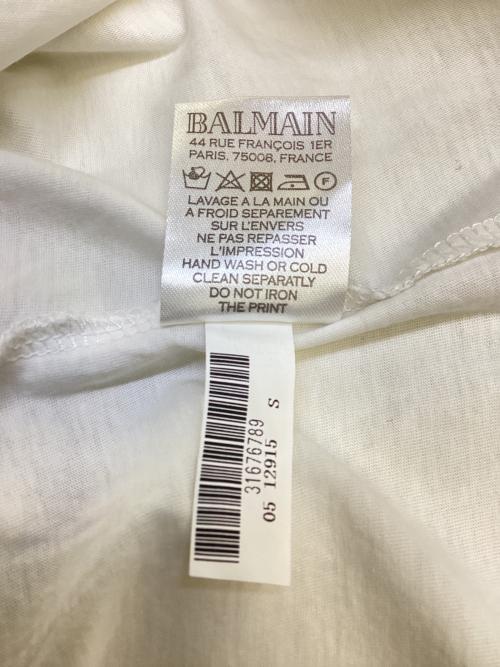 BALMAIN
44 RUE FRANÇOIS 1ER
PARIS, 75008, FRANCE
F
LAVAGE A LA MAIN OU
A FROID SEPAREMENT
SUR L'ENVERS
NE PAS REPASSER
L'IMPRESSION
HAND WASH OR COLD
CLEAN SEPARATLY
DO NOT IRON
THE PRINT
31676789
05 12915 S